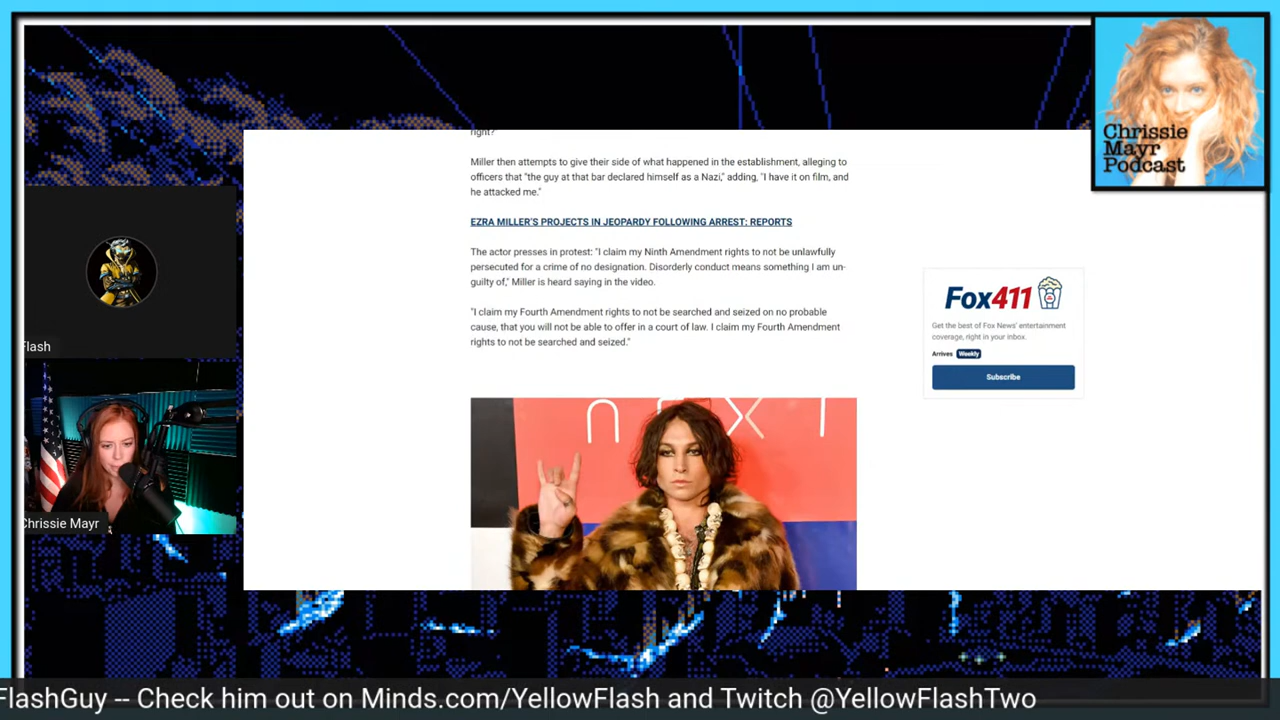 Chrissie
Mayr
Podcast
right?"
Miller then attempts to give their side of what happened in the establishment, alleging to
officers that "the guy at that bar declared himself as a Nazi," adding, "I have it on film, and
he attacked me."
EZRA MILLER'S PROJECTS IN JEOPARDY FOLLOWING ARREST: REPORTS
The actor presses in protest: "I claim my Ninth Amendment rights to not be unlawfully
persecuted for a crime of no designation. Disorderly conduct means something I am un-
guilty of," Miller is heard saying in the video.
"I claim my Fourth Amendment rights to not be searched and seized on no probable
cause, that you will not be able to offer in a court of law. I claim my Fourth Amendment
rights to not be searched and seized."
Fox411
Get the best of Fox News' entertainment
coverage, right in your inbox.
Arrives Weekly
Subscribe
next
Flash
Chrissie Mayr
FlashGuy -- Check him out on Minds.com/YellowFlash and Twitch @YellowFlashTwo